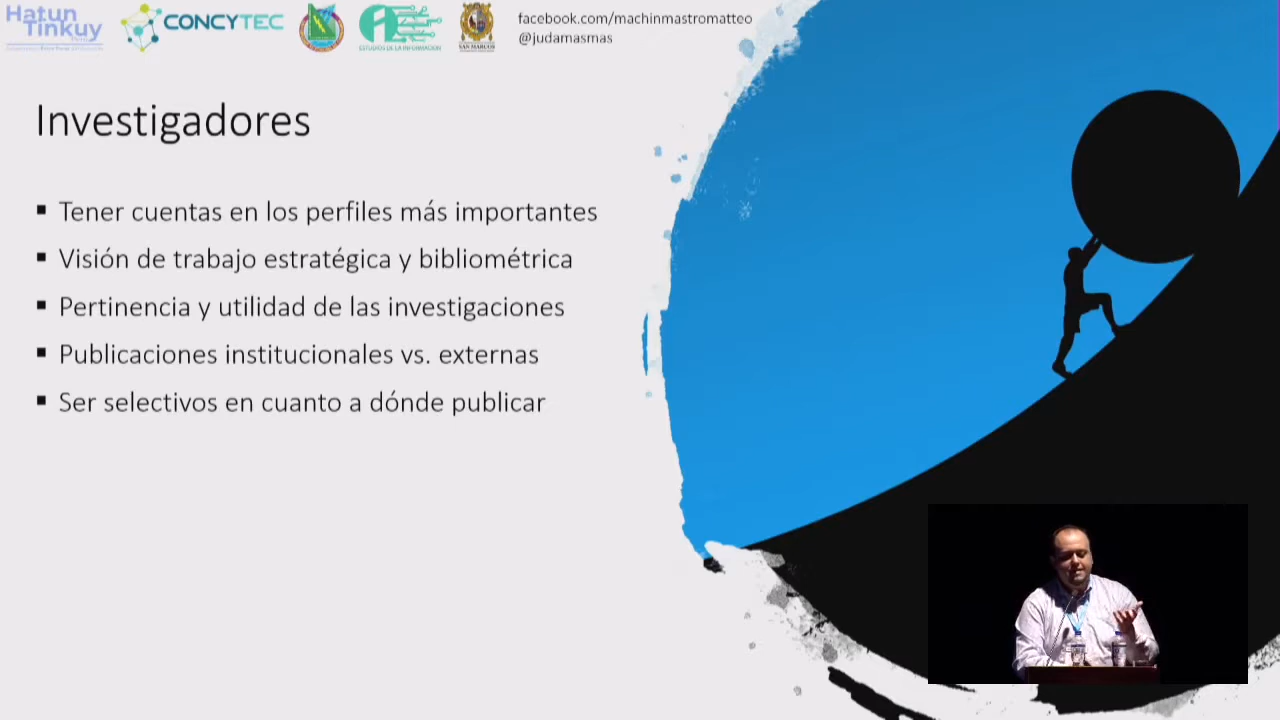 Hatun
Tinkuy
CONCYTEC
ESTUDIOS DE LA INFORMACIÓN
SAN MARCOS
facebook.com/machinmastromatteo
@judamasmas
Investigadores
▪ Tener cuentas en los perfiles más importantes
▪ Visión de trabajo estratégica y bibliométrica
▪ Pertinencia y utilidad de las investigaciones
▪ Publicaciones institucionales vs. externas
▪ Ser selectivos en cuanto a dónde publicar